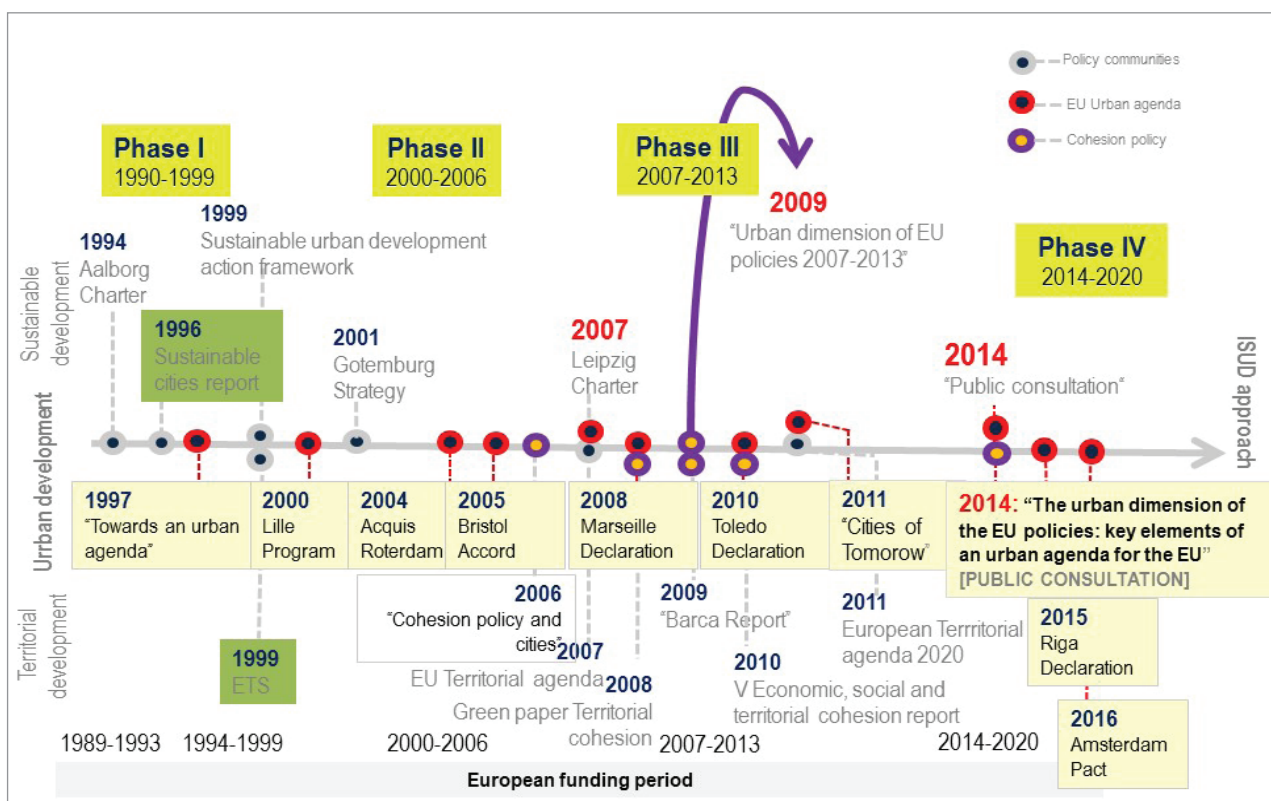 Policy communities
EU Urban agenda
Cohesion policy
Phase I
1990-1999
Phase II
2000-2006
Phase III
2007-2013
Phase IV
2014-2020
Sustainable
development
1994
Aalborg
Charter
1999
Sustainable urban development
action framework
1996
Sustainable
cities report
2001
Gotemburg
Strategy
2007
Leipzig
Charter
2009
“Urban dimension of EU
policies 2007-2013”
2014
“Public consultation“
ISUD approach
Urrban development
1997
“Towards an urban
agenda”
2000
Lille
Program
2004
Acquis
Roterdam
2005
Bristol
Accord
2008
Marseille
Declaration
2010
Toledo
Declaration
2011
“Cities of
Tomorow”
2014: “The urban dimension of
the EU policies: key elements of
an urban agenda for the EU”
[PUBLIC CONSULTATION]
Territorial
development
1999
ETS
2006
“Cohesion policy and
cities”
2007
EU Territorial agenda
2008
Green paper Territorial
cohesion
2009
“Barca Report”
2010
V Economic, social and
territorial cohesion report
2011
European Terrritorial
agenda 2020
2015
Riga
Declaration
2016
Amsterdam
Pact
1989-1993
1994-1999
2000-2006
2007-2013
2014-2020
European funding period